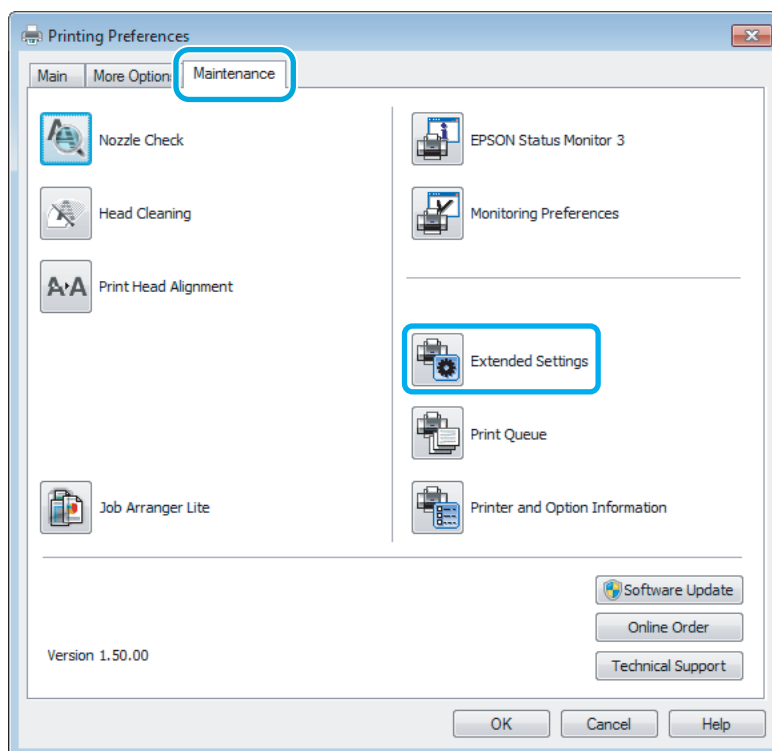 Printing Preferences
Main
More Option
Maintenance
Nozzle Check
Head Cleaning
A A
Print Head Alignment
Job Arranger Lite
EPSON Status Monitor 3
Monitoring Preferences
Extended Settings
Print Queue
Printer and Option Information
Version 1.50.00
Software Update
Online Order
Technical Support
OK
Cancel
Help